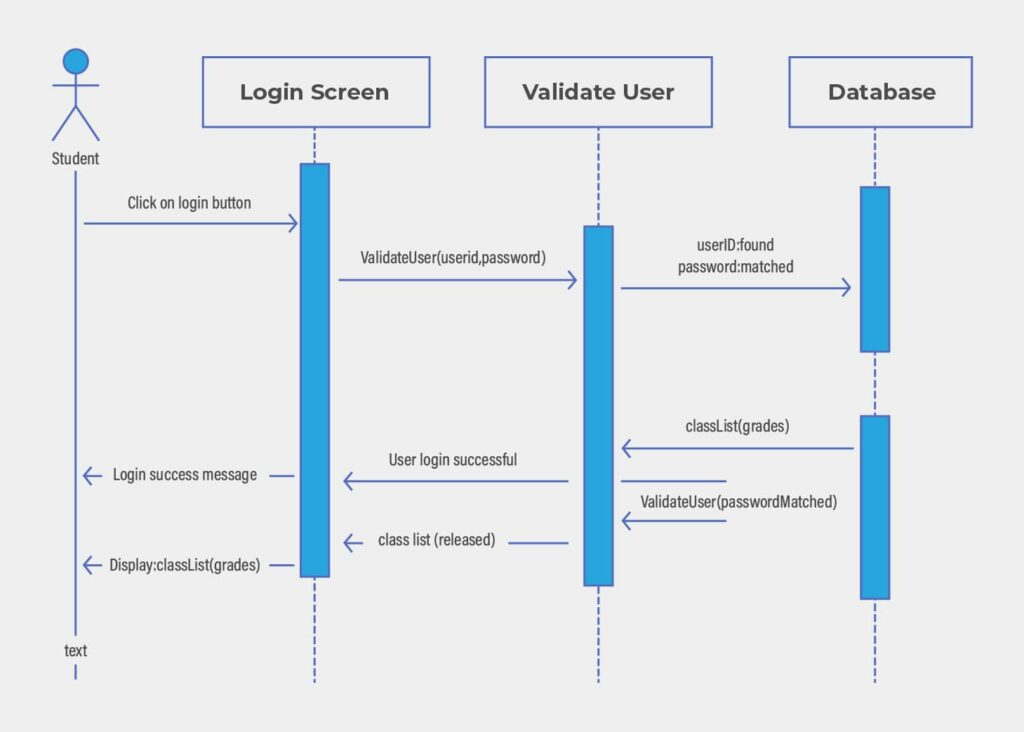 Login Screen
Validate User
Database
Student
Click on login button
ValidateUser(userid,password)
userID:found
password:matched
classList(grades)
User login successful
Login success message
ValidateUser(passwordMatched)
class list (released)
Display:classList(grades)
text